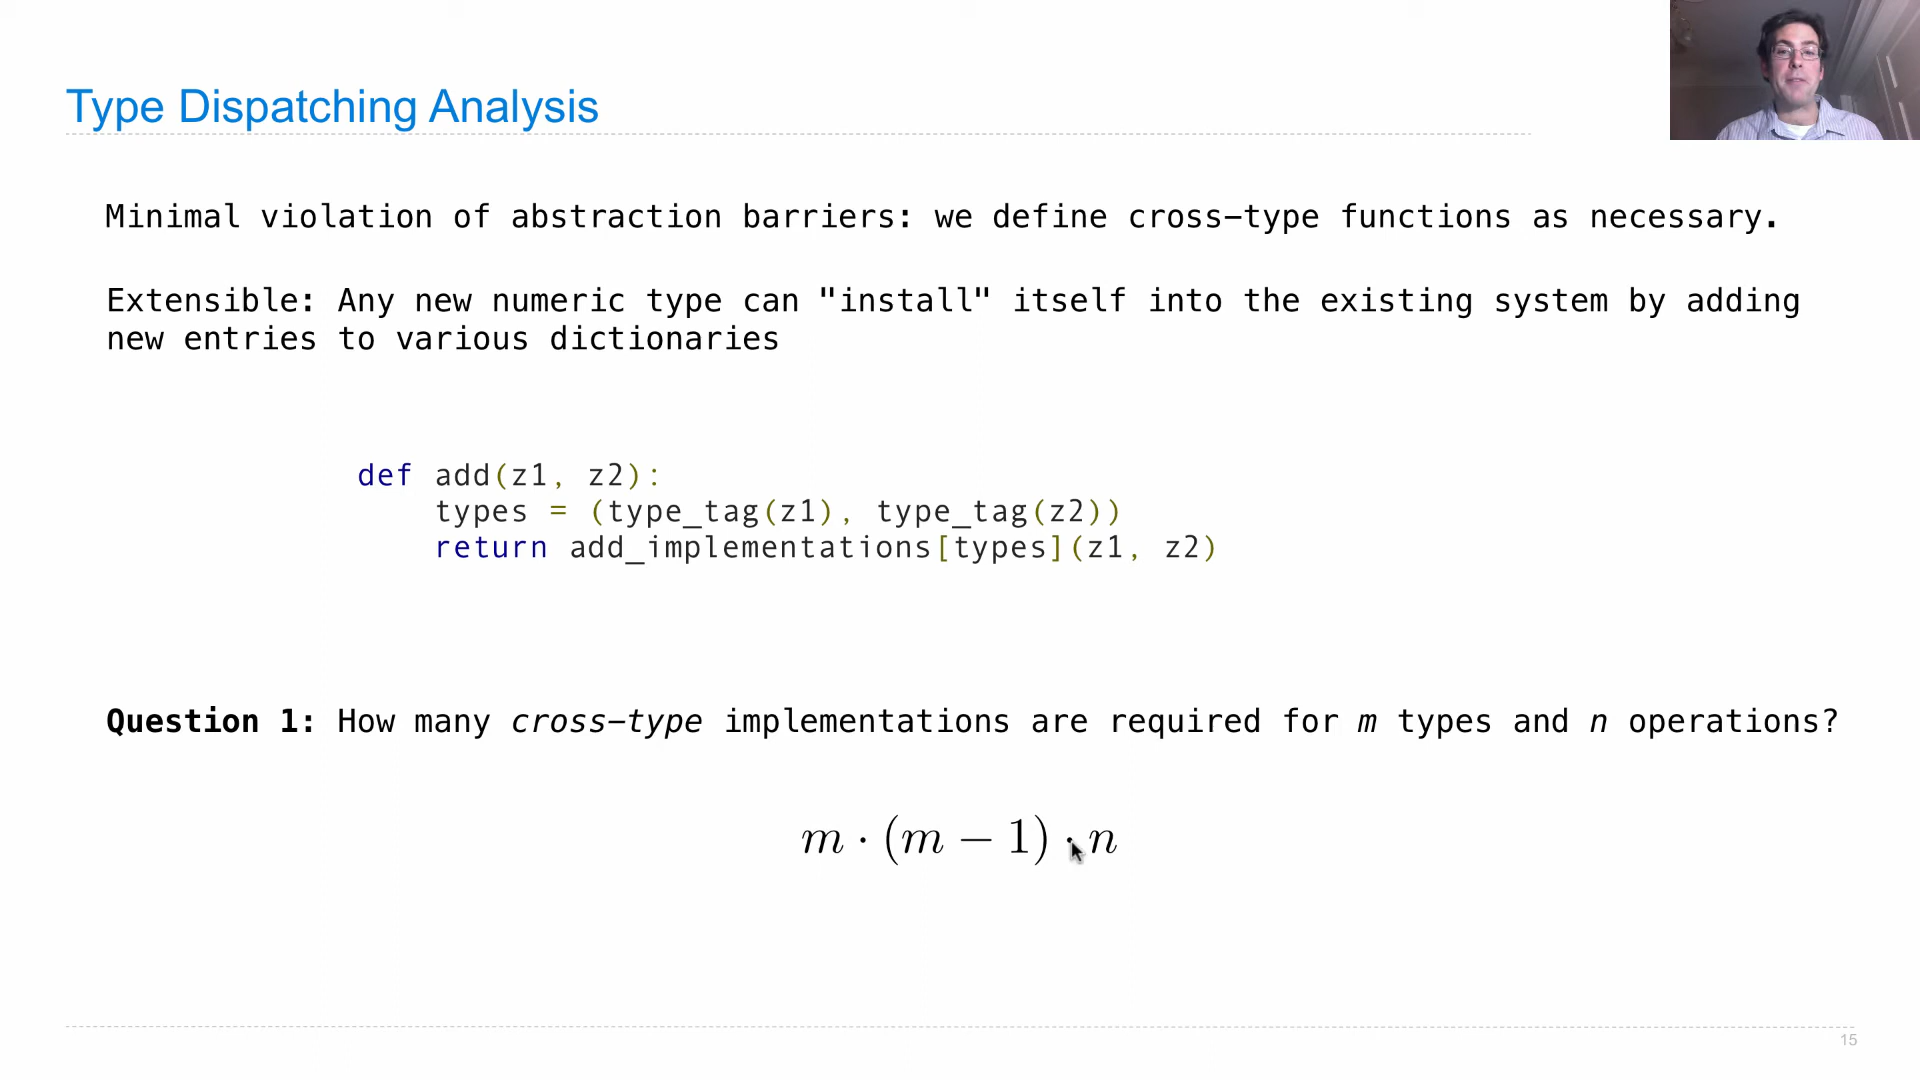 Type Dispatching Analysis
Minimal violation of abstraction barriers: we define cross-type functions as necessary.
Extensible: Any new numeric type can "install" itself into the existing system by adding
new entries to various dictionaries
def add(z1, z2):
    types = (type_tag(z1), type_tag(z2))
    return add_implementations[types](z1, z2)
Question 1: How many cross-type implementations are required for m types and n operations?
m · (m − 1) · n
15